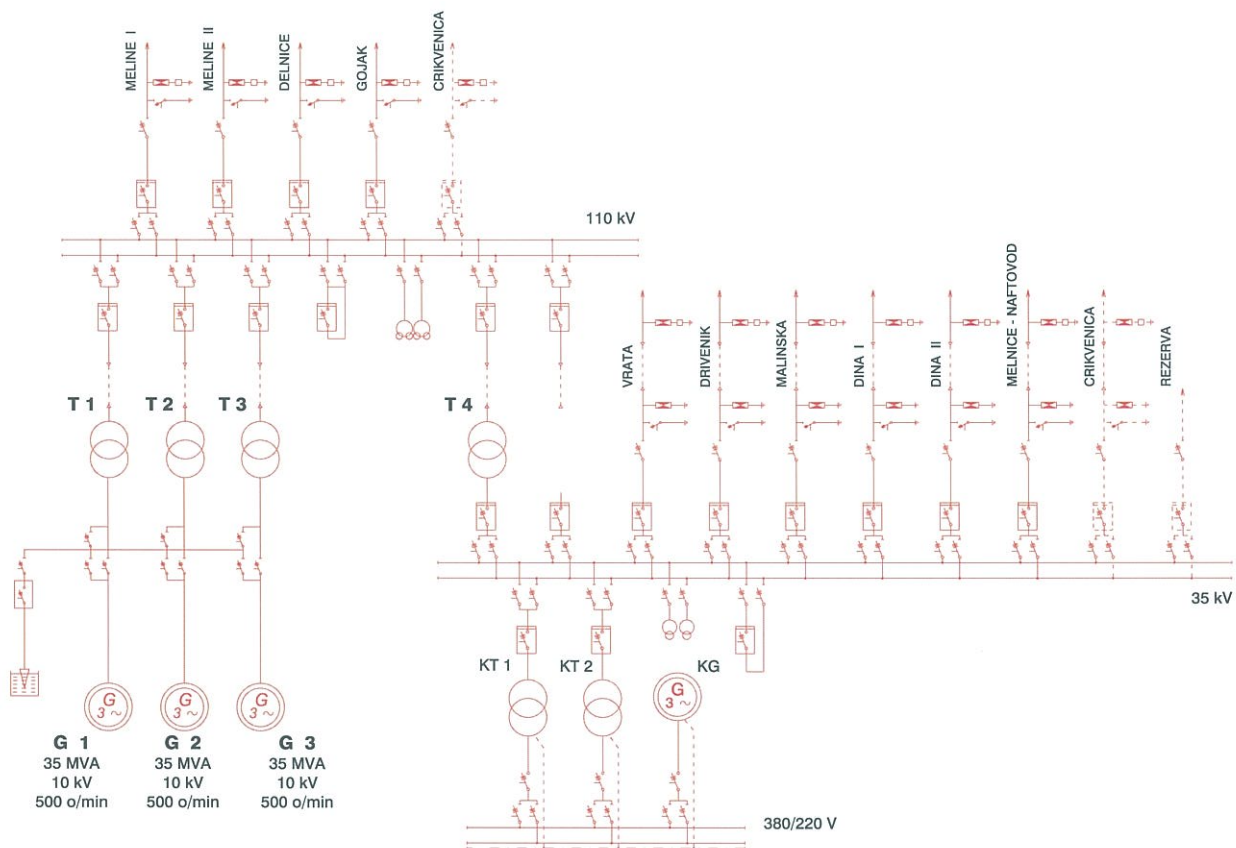 MELINE I
MELINE II
DELNICE
GOJAK
CRIKVENICA
110 kV
VRATA
DRIVENIK
MALINSKA
DINA I
DINA II
MELNICE - NAFTOVOD
CRIKVENICA
REZERVA
T 1
T 2
T 3
T 4
35 kV
KT 1
KT 2
KG
G
3 ~
G
3 ~
G
3 ~
G
3 ~
G 1
35 MVA
10 kV
500 o/min
G 2
35 MVA
10 kV
500 o/min
G 3
35 MVA
10 kV
500 o/min
380/220 V